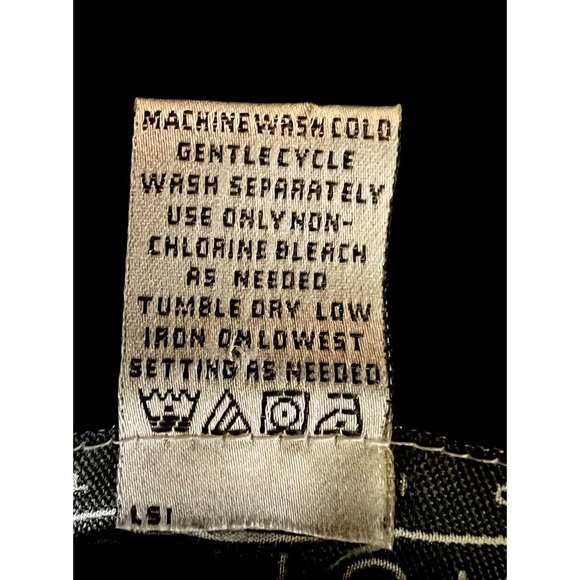 MACHINE WASH COLD
GENTLE CYCLE
WASH SEPARATELY
USE ONLY NON-
CHLORINE BLEACH
AS NEEDED
TUMBLE DRY LOW
IRON ON LOWEST
SETTING AS NEEDED
LSI